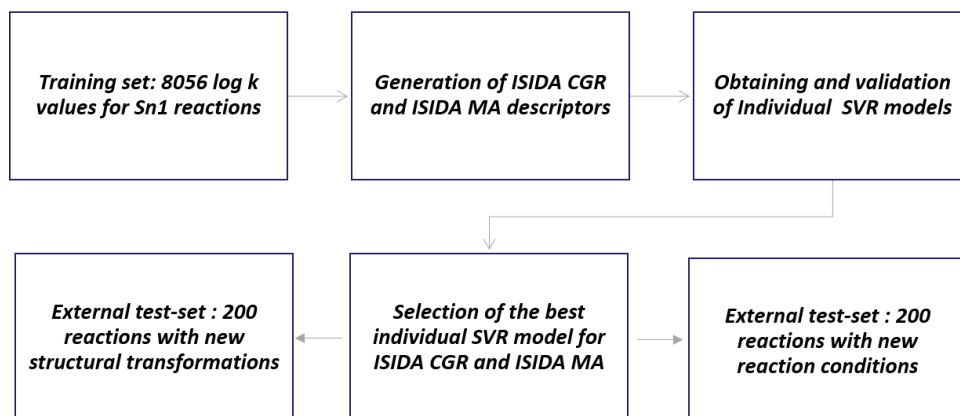 Training set: 8056 log k
values for Sn1 reactions
Generation of ISIDA CGR
and ISIDA MA descriptors
Obtaining and validation
of Individual SVR models
External test-set : 200
reactions with new
structural transformations
Selection of the best
individual SVR model for
ISIDA CGR and ISIDA MA
External test-set : 200
reactions with new
reaction conditions